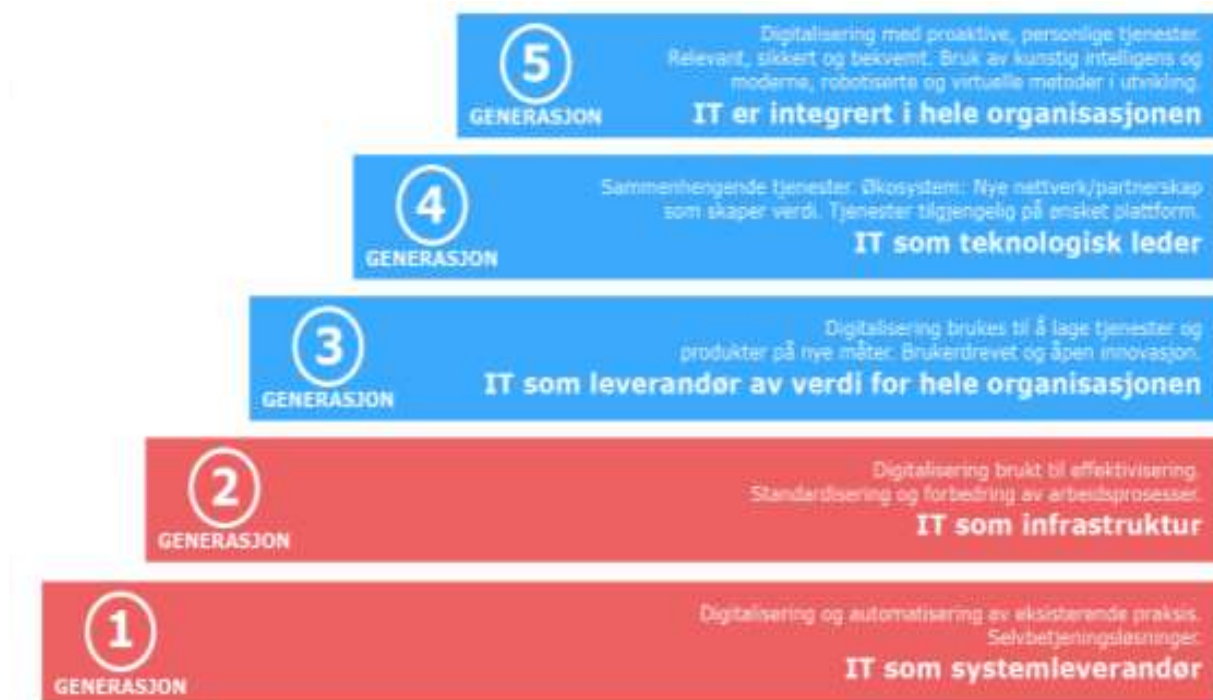 5
GENERASJON
Digitalisering med proaktive, personlige tjenester.
Relevant, sikkert og bekvemt. Bruk av kunstig intelligens og
moderne, robotiserte og virtuelle metoder i utvikling.
IT er integrert i hele organisasjonen
4
GENERASJON
Sammenhengende tjenester. Økosystem: Nye nettverk/partnerskap
som skaper verdi. Tjenester tilgjengelig på ønsket plattform.
IT som teknologisk leder
3
GENERASJON
Digitalisering brukes til å lage tjenester og
produkter på nye måter. Brukerdrevet og åpen innovasjon.
IT som leverandør av verdi for hele organisasjonen
2
GENERASJON
Digitalisering brukt til effektivisering.
Standardisering og forbedring av arbeidsprosesser.
IT som infrastruktur
1
GENERASJON
Digitalisering og automatisering av eksisterende praksis.
Selvbetjeningsløsninger.
IT som systemleverandør